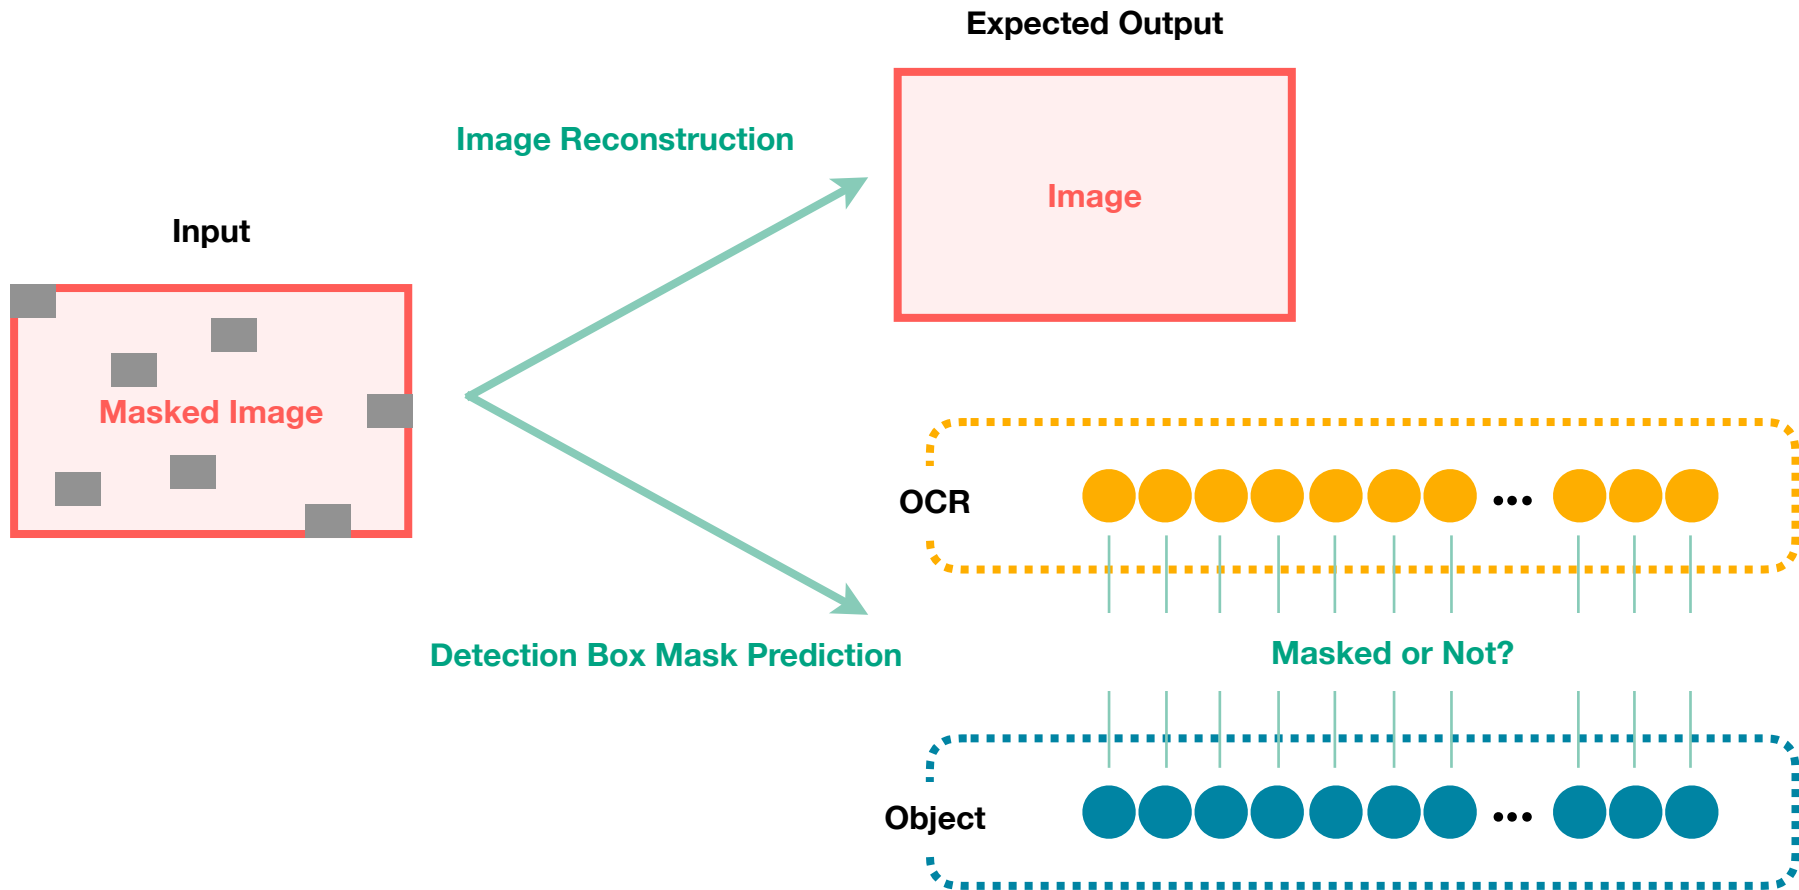 Expected Output
Image Reconstruction
Image
Input
Masked Image
OCR
...
Detection Box Mask Prediction
Masked or Not?
Object
...